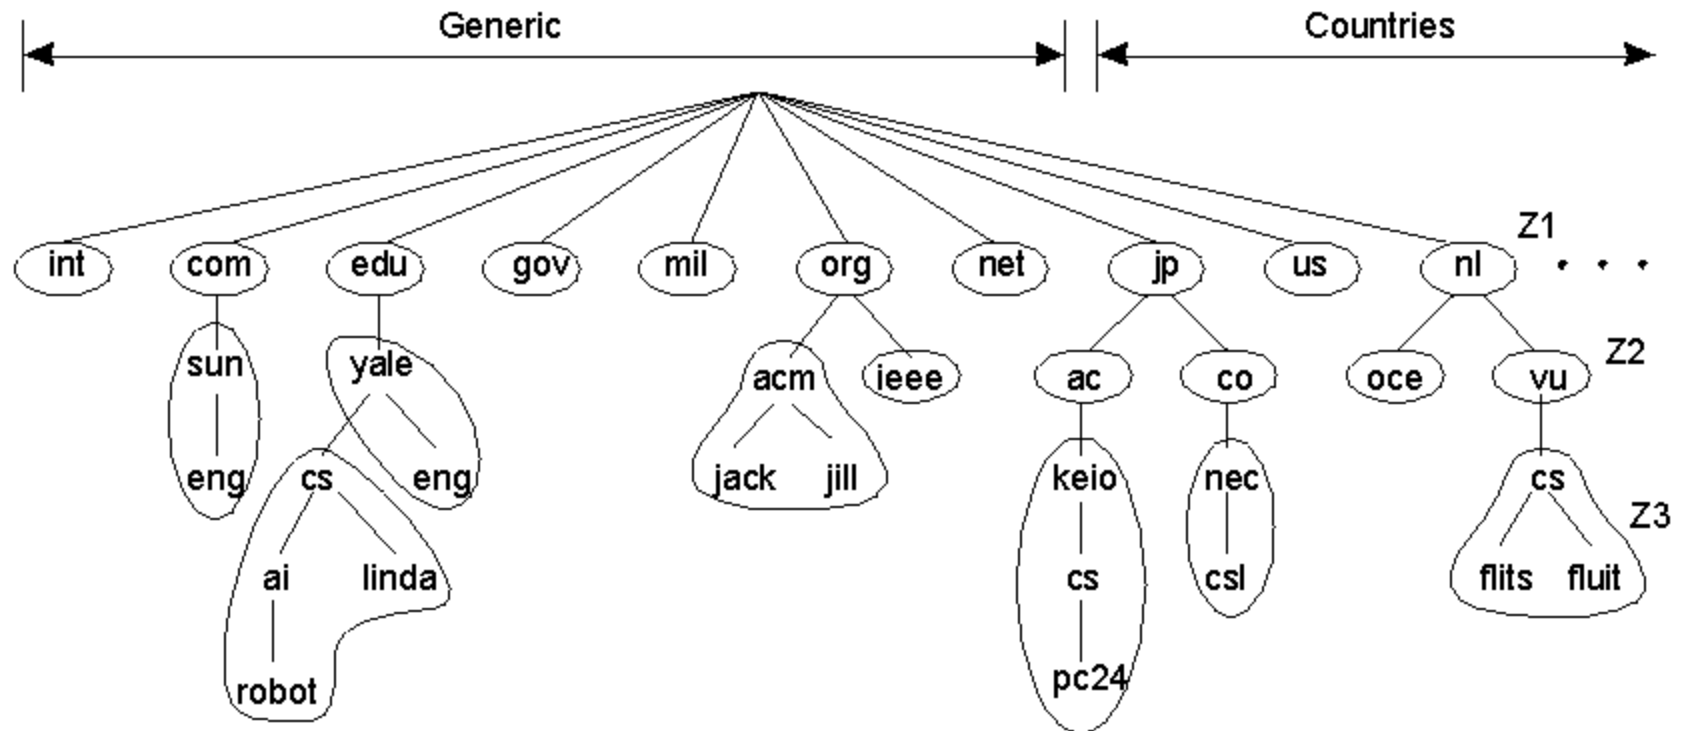 Generic Countries
Z1
int com edu gov mil org net jp us nl . . .
Z2
sun yale acm ieee ac co oce vu
eng cs eng jack jill keio nec cs
Z3
ai linda cs csl flits fluit
robot pc24